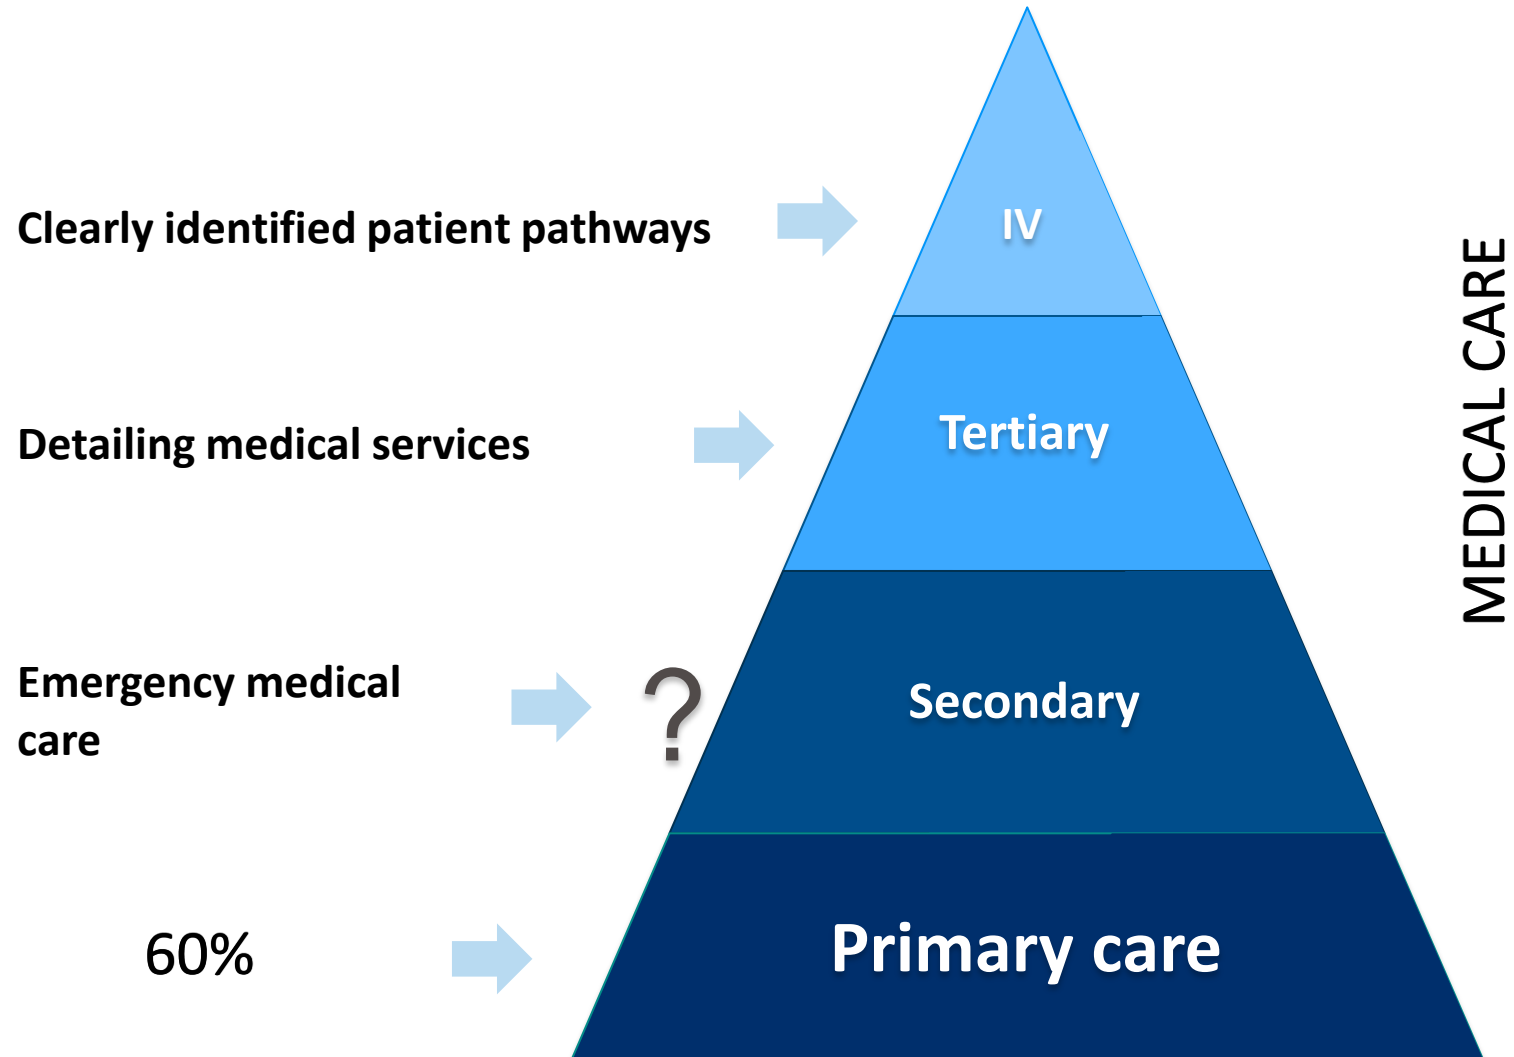 Clearly identified patient pathways
IV
Detailing medical services
Tertiary
Emergency medical
care
?
Secondary
60%
Primary care
MEDICAL CARE